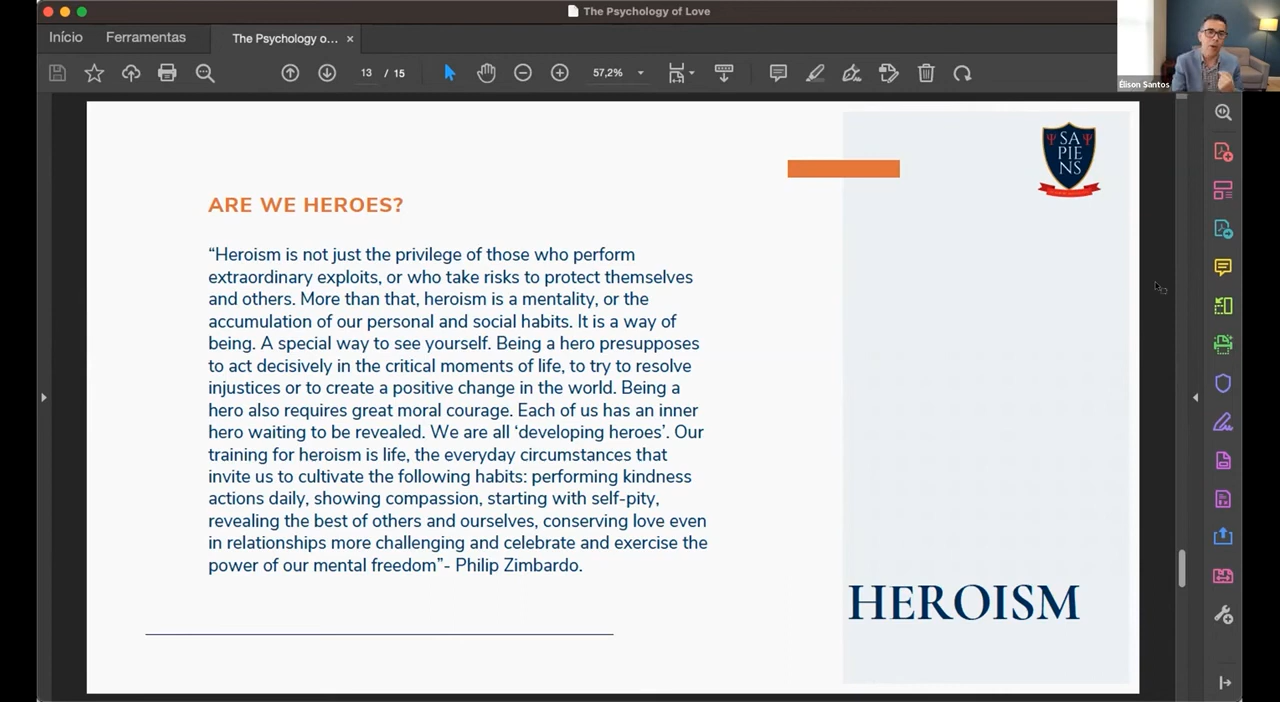 The Psychology of Love
Início
Ferramentas
The Psychology o...
×
13 / 15
57,2%
Élison Santos
SA
PIE
NS
ARE WE HEROES?
“Heroism is not just the privilege of those who perform
extraordinary exploits, or who take risks to protect themselves
and others. More than that, heroism is a mentality, or the
accumulation of our personal and social habits. It is a way of
being. A special way to see yourself. Being a hero presupposes
to act decisively in the critical moments of life, to try to resolve
injustices or to create a positive change in the world. Being a
hero also requires great moral courage. Each of us has an inner
hero waiting to be revealed. We are all ‘developing heroes’. Our
training for heroism is life, the everyday circumstances that
invite us to cultivate the following habits: performing kindness
actions daily, showing compassion, starting with self-pity,
revealing the best of others and ourselves, conserving love even
in relationships more challenging and celebrate and exercise the
power of our mental freedom”- Philip Zimbardo.
HEROISM